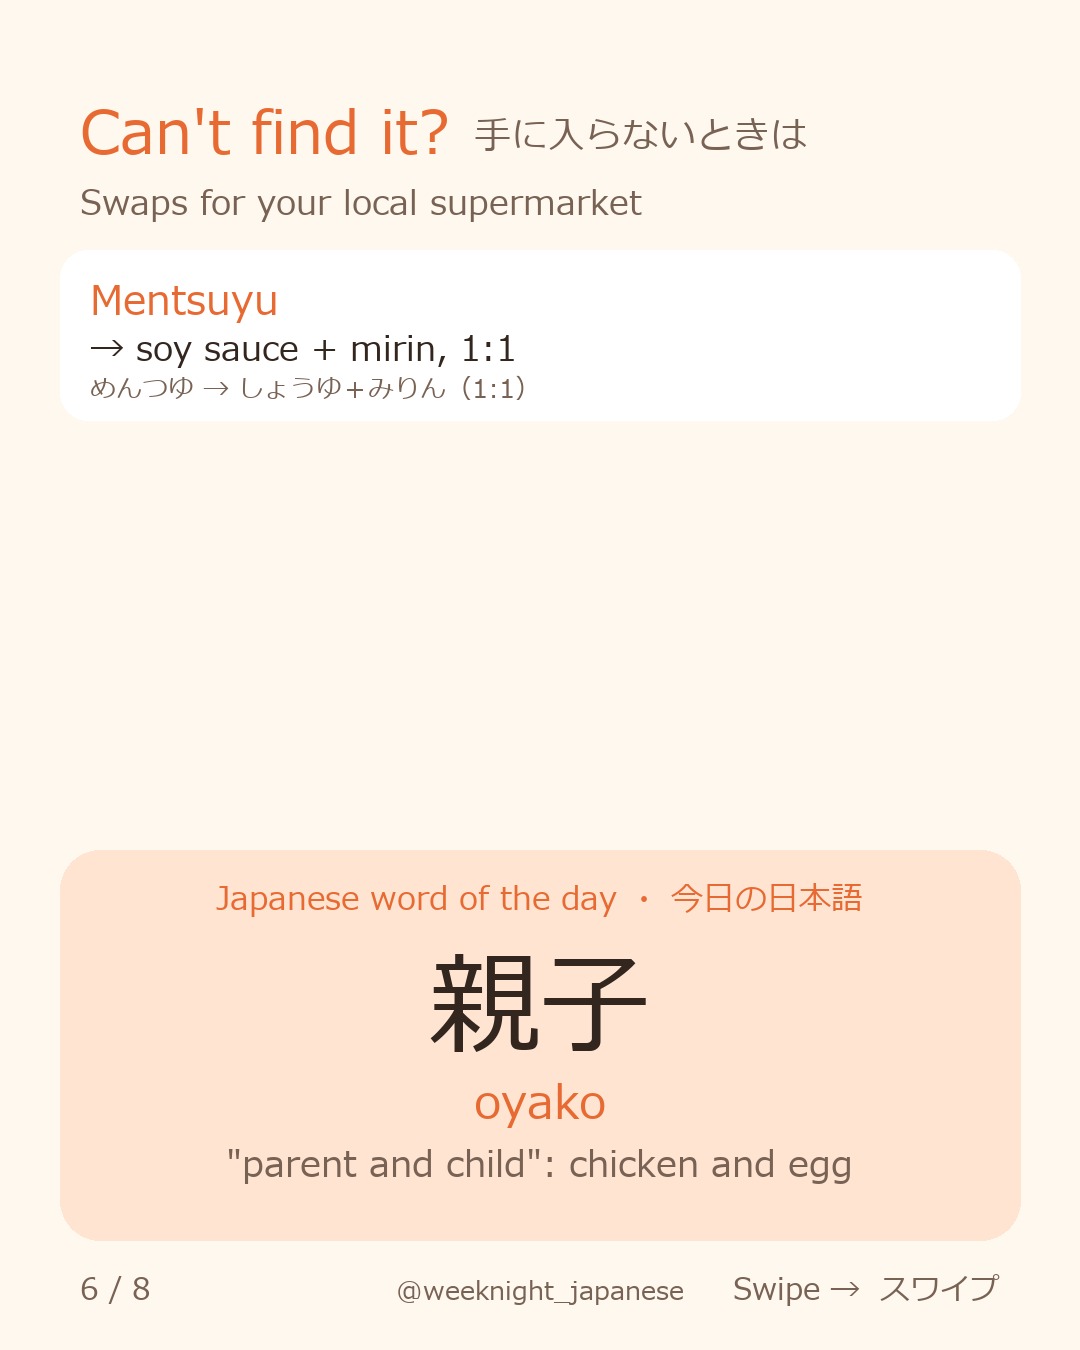 Can't find it? 手に入らないときは
Swaps for your local supermarket
Mentsuyu
→ soy sauce + mirin, 1:1
めんつゆ → しょうゆ+みりん（1:1）
Japanese word of the day ・ 今日の日本語
親子
oyako
"parent and child": chicken and egg
6 / 8 @weeknight_japanese Swipe → スワイプ